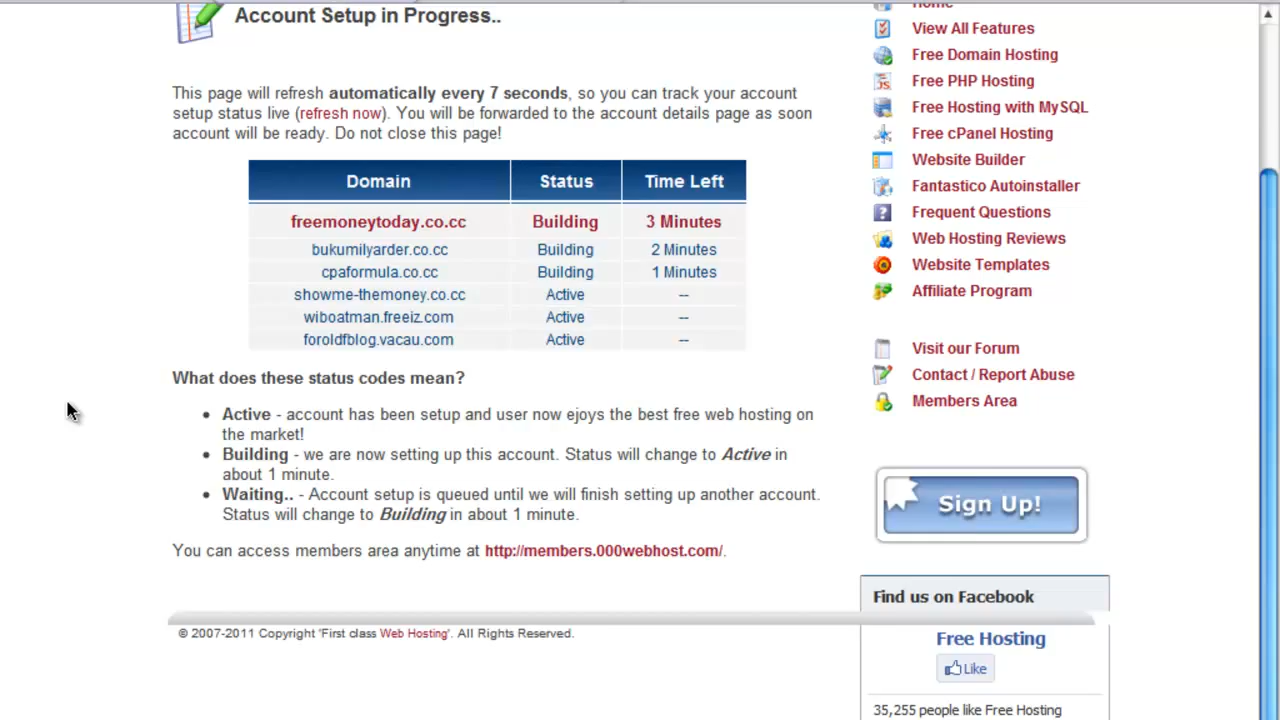 Account Setup in Progress..
This page will refresh automatically every 7 seconds, so you can track your account
setup status live (refresh now). You will be forwarded to the account details page as soon
account will be ready. Do not close this page!
Domain Status Time Left
freemoneytoday.co.cc Building 3 Minutes
bukumilyarder.co.cc Building 2 Minutes
cpaformula.co.cc Building 1 Minutes
showme-themoney.co.cc Active --
wiboatman.freeiz.com Active --
foroldfblog.vacau.com Active --
What does these status codes mean?
• Active - account has been setup and user now ejoys the best free web hosting on
the market!
• Building - we are now setting up this account. Status will change to Active in
about 1 minute.
• Waiting.. - Account setup is queued until we will finish setting up another account.
Status will change to Building in about 1 minute.
You can access members area anytime at http://members.000webhost.com/.
© 2007-2011 Copyright 'First class Web Hosting'. All Rights Reserved.
Home
View All Features
Free Domain Hosting
JS Free PHP Hosting
Free Hosting with MySQL
Free cPanel Hosting
Website Builder
Fantastico Autoinstaller
? Frequent Questions
Web Hosting Reviews
Website Templates
Affiliate Program
Visit our Forum
Contact / Report Abuse
Members Area
Sign Up!
Find us on Facebook
Free Hosting
Like
35,255 people like Free Hosting